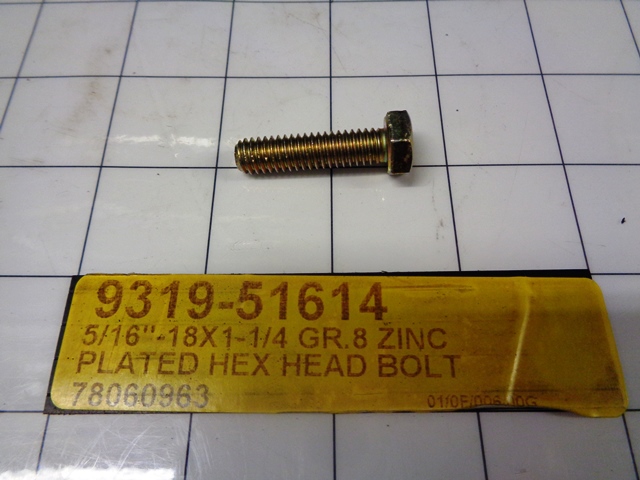 9319-51614
5/16"-18X1-1/4 GR.8 ZINC
PLATED HEX HEAD BOLT
78060963